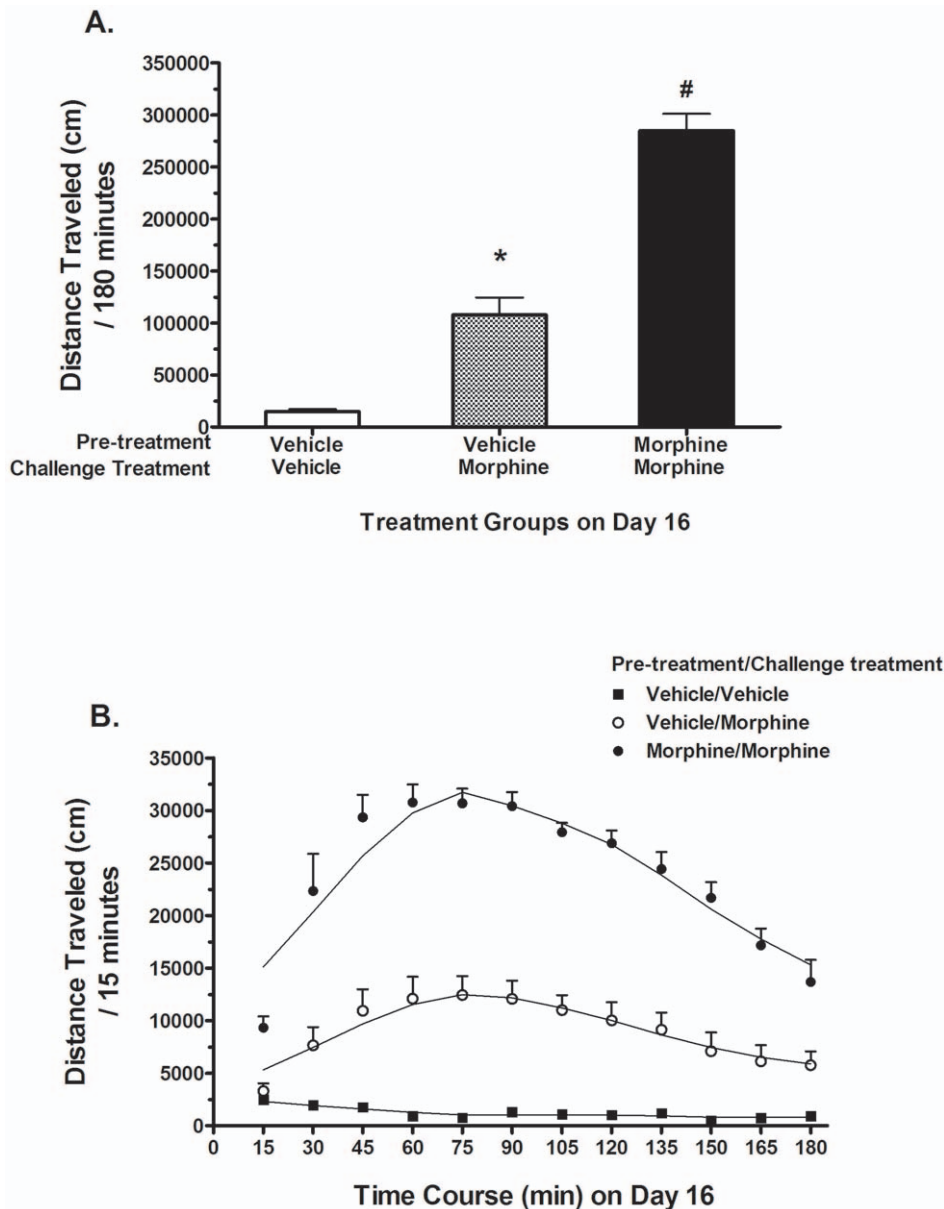 A.
Distance Traveled (cm)
/ 180 minutes
350000
300000
250000
200000
150000
100000
50000
0
*
#
Pre-treatment Vehicle Vehicle Morphine
Challenge Treatment Vehicle Morphine Morphine
Treatment Groups on Day 16
Pre-treatment/Challenge treatment
Vehicle/Vehicle
Vehicle/Morphine
Morphine/Morphine
B.
Distance Traveled (cm)
/ 15 minutes
35000
30000
25000
20000
15000
10000
5000
0
0 15 30 45 60 75 90 105 120 135 150 165 180
Time Course (min) on Day 16